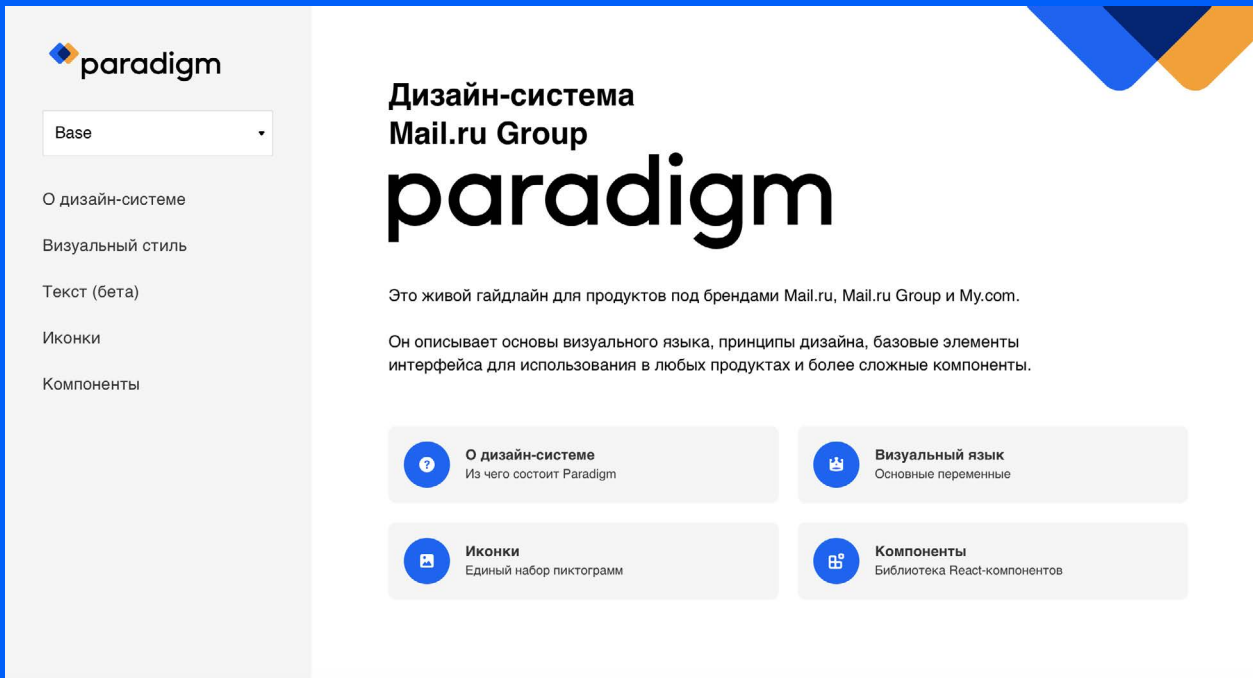 paradigm
Base
О дизайн-системе
Визуальный стиль
Текст (бета)
Иконки
Компоненты
Дизайн-система
Mail.ru Group
paradigm
Это живой гайдлайн для продуктов под брендами Mail.ru, Mail.ru Group и My.com.
Он описывает основы визуального языка, принципы дизайна, базовые элементы
интерфейса для использования в любых продуктах и более сложные компоненты.
О дизайн-системе
Из чего состоит Paradigm
Визуальный язык
Основные переменные
Иконки
Единый набор пиктограмм
Компоненты
Библиотека React-компонентов